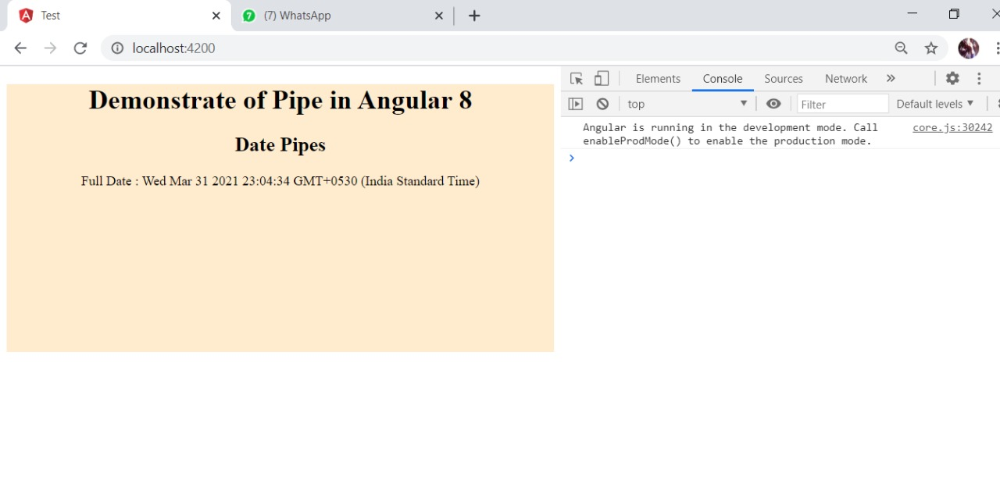 Test
(7) WhatsApp
localhost:4200
Demonstrate of Pipe in Angular 8
Date Pipes
Full Date : Wed Mar 31 2021 23:04:34 GMT+0530 (India Standard Time)
Elements Console Sources Network
top Filter Default levels
Angular is running in the development mode. Call core.js:30242
enableProdMode() to enable the production mode.